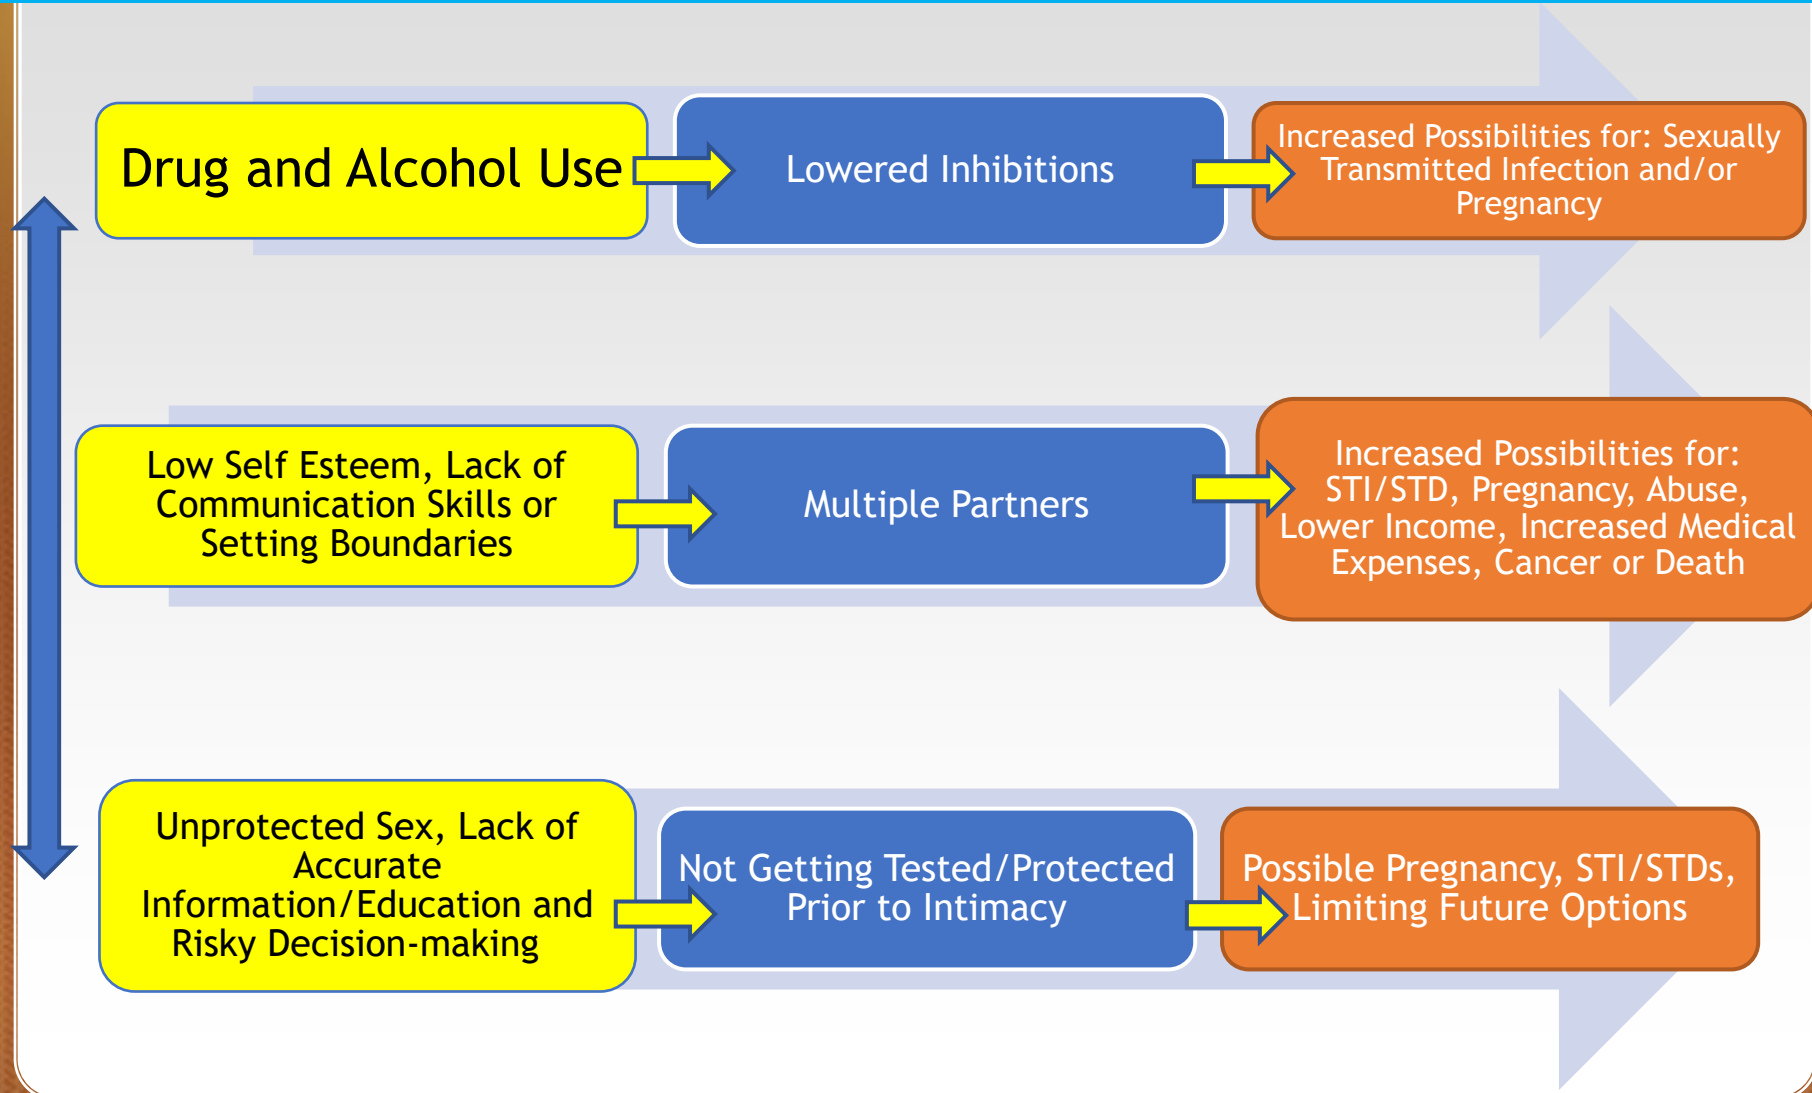 Drug and Alcohol Use
Lowered Inhibitions
Increased Possibilities for: Sexually
Transmitted Infection and/or
Pregnancy
Low Self Esteem, Lack of
Communication Skills or
Setting Boundaries
Multiple Partners
Increased Possibilities for:
STI/STD, Pregnancy, Abuse,
Lower Income, Increased Medical
Expenses, Cancer or Death
Unprotected Sex, Lack of
Accurate
Information/Education and
Risky Decision-making
Not Getting Tested/Protected
Prior to Intimacy
Possible Pregnancy, STI/STDs,
Limiting Future Options